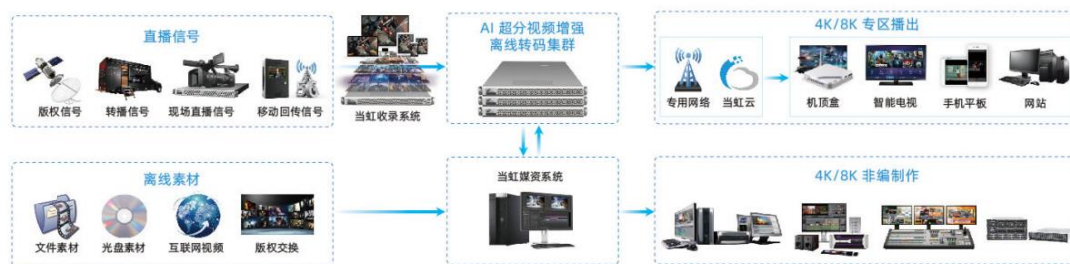 直播信号
版权信号
转播信号
现场直播信号
移动回传信号
当虹收录系统
AI 超分视频增强
离线转码集群
4K/8K 专区播出
专用网络
当虹云
机顶盒
智能电视
手机平板
网站
离线素材
文件素材
光盘素材
互联网视频
版权交换
当虹媒资系统
4K/8K 非编制作